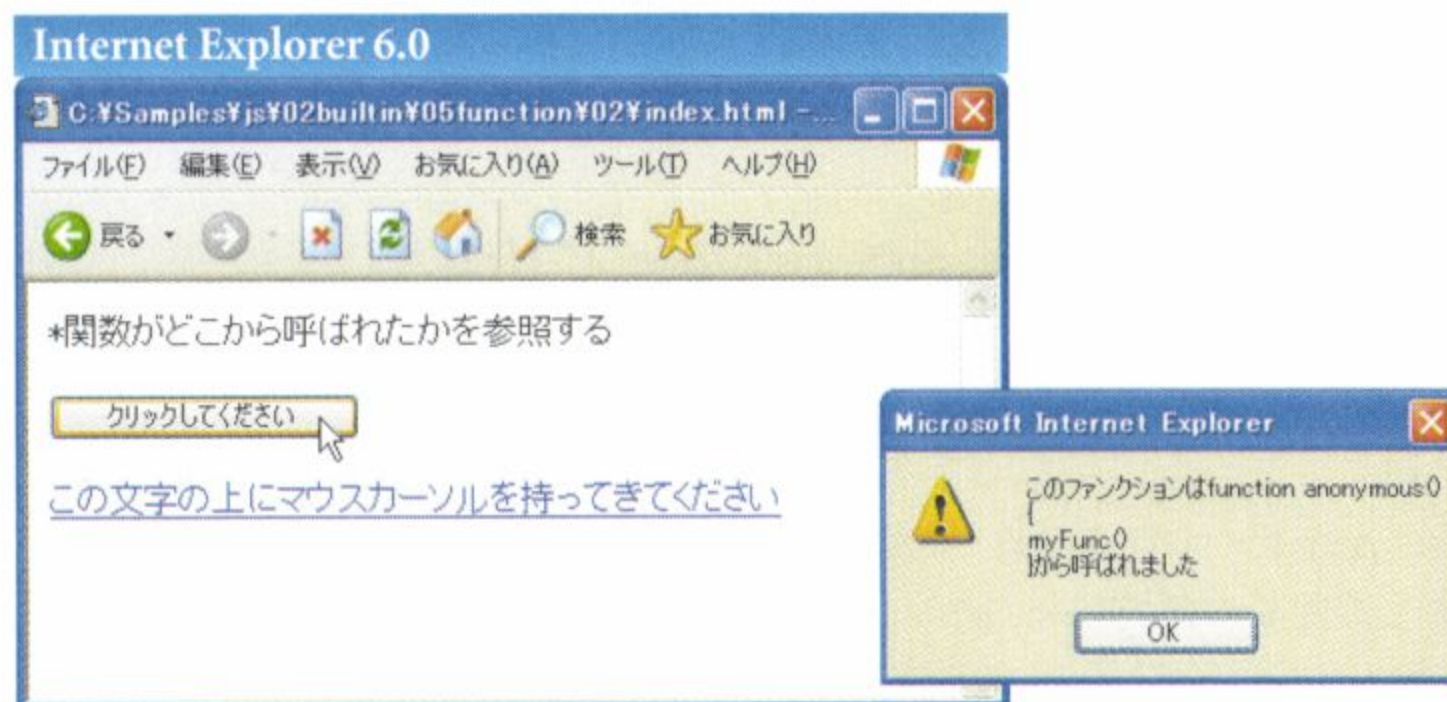 Internet Explorer 6.0
C:¥Samples¥js¥02builtin¥05function¥02¥index.html -...
ファイル(F) 編集(E) 表示(V) お気に入り(A) ツール(T) ヘルプ(H)
戻る 検索 お気に入り
*関数がどこから呼ばれたかを参照する
クリックしてください
この文字の上にマウスカーソルを持ってきてください
Microsoft Internet Explorer
このファンクションはfunction anonymous()
{
myFunc()
}から呼ばれました
OK